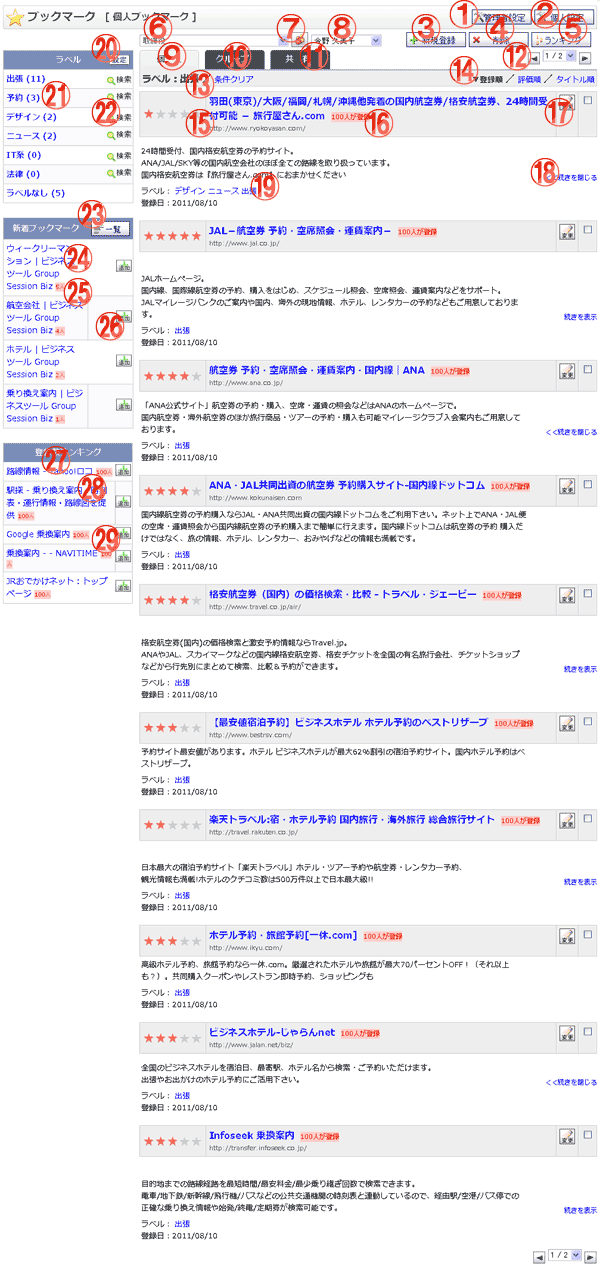 ブックマーク [ 個人ブックマーク ]
① 管理者設定 ② 個人設定
⑥ ⑦ ⑧ ③ 新規登録 ④ 削除 ⑤ ランキング
⑨ ⑩ ⑪ ⑫ 1 / 2
ラベル ⑳ 設定
出張 (11) 検索
㉑
予約 (3) 検索
デザイン (2) ㉒ 検索
ニュース (2) 検索
IT系 (0) 検索
法律 (0) 検索
ラベルなし (5)
新着ブックマーク ㉓ 一覧
ウィークリーマン
ション | ビジネス
ツール Group
Session Biz
㉔ 追加
㉕
航空会社 | ビジネス
ツール Group
Session Biz 4人
㉖
ホテル | ビジネス
ツール Group
Session Biz 2人
追加
乗り換え案内 | ビジ
ネスツール Group
Session Biz 1人
追加
㉗ ランキング
路線情報 100人
追加
駅探 - 乗り換え案内
㉘
表・運行情報・路線図を提
供 100人
Google 乗換案内 100人
㉙
乗換案内 - - NAVITIME
JRおでかけネット:トップ
ページ 100人
追加
ラベル:出張 ⑬ 条件クリア ⑭ ▼登録順 / 評価順 / タイトル順
⑮ 羽田(東京)/大阪/福岡/札幌/沖縄他発着の国内航空券/格安航空券、24時間受
付可能 − 旅行屋さん.com 100人が登録 ⑯ ⑰
http://www.ryokoyasan.com/
24時間受付、国内格安航空券の予約サイト。
ANA/JAL/SKY等の国内航空会社のほぼ全ての路線を取り扱っています。
国内格安航空券は『旅行屋さん.com』におまかせください
⑱ <<続きを閉じる
ラベル: デザイン ニュース 出張 ⑲
登録日:2011/08/10
JAL−航空券 予約・空席照会・運賃案内− 100人が登録 変更
http://www.jal.co.jp/
JALホームページ。
国内線、国際線航空券の予約、購入をはじめ、スケジュール照会、空席照会、運賃案内などをサポート。
JALマイレージバンクのご案内や国内、海外の現地情報、ホテル、レンタカーの予約などもご用意しておりま
す。
続きを表示
ラベル: 出張
登録日:2011/08/10
航空券 予約・空席照会・運賃案内・国内線│ANA 100人が登録 変更
http://www.ana.co.jp/
「ANA公式サイト」航空券の予約・購入、空席・運賃の照会などはANAのホームページで。
国内航空券・海外航空券のほか旅行商品・ツアーの予約・購入も可能マイレージクラブ入会案内もご用意して
おります。
<<続きを閉じる
ラベル: 出張
登録日:2011/08/10
ANA・JAL共同出資の航空券 予約購入サイト-国内線ドットコム 100人が登録 変更
http://www.kokunaisen.com
国内線航空券の予約購入ならJAL・ANA共同出資の国内線ドットコムをご利用下さい。ネット上でANA・JAL便
の空席・運賃照会から国内線航空券の予約購入まで簡単に行えます。国内線ドットコムは航空券の予約 購入だ
けではなく、旅の情報、ホテル、レンタカー、おみやげなどの情報も満載です。
ラベル: 出張
登録日:2011/08/10
格安航空券（国内）の価格検索・比較 - トラベル・ジェーピー 100人が登録 変更
http://www.travel.co.jp/air/
格安航空券(国内)の価格検索と激安予約情報ならTravel.jp。
ANAやJAL、スカイマークなどの国内線格安航空券、格安チケットを全国の有名旅行会社、チケットショップ
などから行先別にまとめて検索、比較＆予約ができます。
続きを表示
ラベル: 出張
登録日:2011/08/10
【最安値宿泊予約】ビジネスホテル ホテル予約のベストリザーブ 100人が登録 変更
http://www.bestrsv.com/
予約サイト最安値があります。ホテル ビジネスホテルが最大62％割引の宿泊予約サイト。国内ホテル予約はベ
ストリザーブ。
ラベル: 出張
登録日:2011/08/10
楽天トラベル:宿・ホテル予約 国内旅行・海外旅行 総合旅行サイト 100人が登録 変更
http://travel.rakuten.co.jp/
日本最大の宿泊予約サイト「楽天トラベル」ホテル・ツアー予約や航空券・レンタカー予約、
観光情報も満載!ホテルのクチコミ数は500万件以上で日本最大級!!
続きを表示
ラベル: 出張
登録日:2011/08/10
ホテル予約・旅館予約[一休.com] 100人が登録 変更
http://www.ikyu.com/
高級ホテル予約、旅館予約なら一休.com。厳選されたホテルや旅館が最大70パーセントOFF！（それ以上
も？）。共同購入クーポンやレストラン即時予約、ショッピングも
ラベル: 出張
登録日:2011/08/10
ビジネスホテル-じゃらんnet 100人が登録 変更
http://www.jalan.net/biz/
全国のビジネスホテルを宿泊日、最寄駅、ホテル名から検索・ご予約いただけます。
出張やお出かけのホテル予約にご活用下さい。
<<続きを閉じる
ラベル: 出張
登録日:2011/08/10
Infoseek 乗換案内 100人が登録 変更
http://transfer.infoseek.co.jp/
目的地までの路線経路を最短時間/最安料金/最少乗り継ぎ回数で検索できます。
電車/地下鉄/新幹線/飛行機/バスなどの公共交通機関の時刻表と連動しているので、経由駅/空港/バス停での
正確な乗り換え情報や始発/終電/定期券が検索可能です。
続きを表示
ラベル: 出張
登録日:2011/08/10
1 / 2